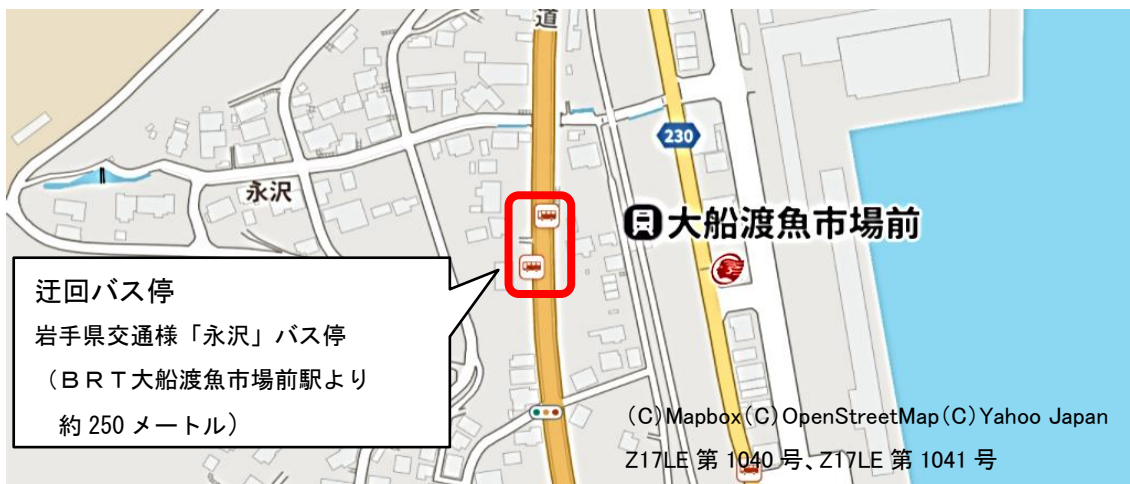 道
230
永沢
大船渡魚市場前
迂回バス停
岩手県交通様「永沢」バス停
（ＢＲＴ大船渡魚市場前駅より
約 250 メートル）
(C)Mapbox(C)OpenStreetMap(C)Yahoo Japan
Z17LE 第 1040 号、Z17LE 第 1041 号